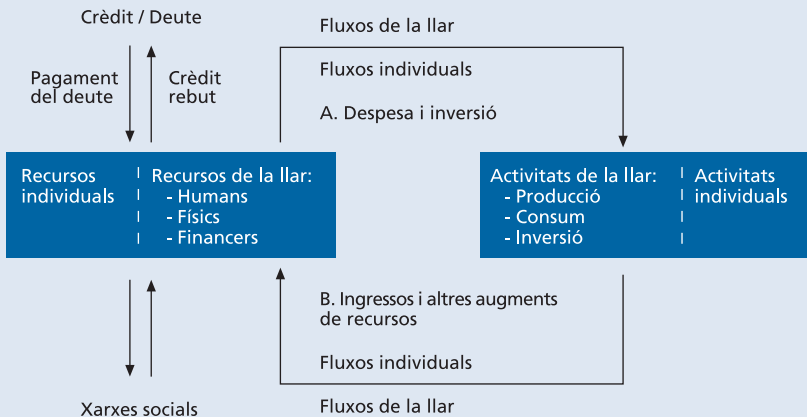 Crèdit / Deute
Pagament
del deute
Crèdit
rebut
Fluxos de la llar
Fluxos individuals
A. Despesa i inversió
Recursos
individuals
Recursos de la llar:
- Humans
- Físics
- Financers
Activitats de la llar:
- Producció
- Consum
- Inversió
Activitats
individuals
B. Ingressos i altres augments
de recursos
Fluxos individuals
Fluxos de la llar
Xarxes socials